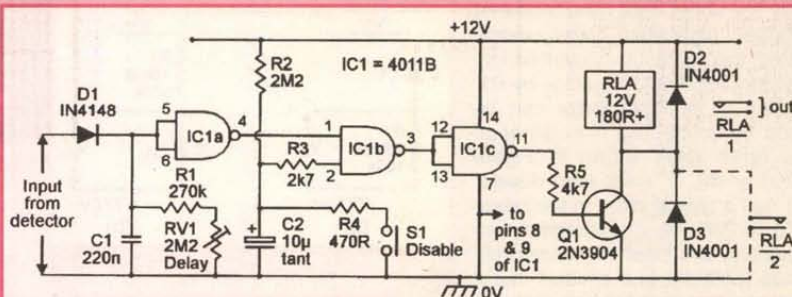 +12V
D1
IN4148
5
6
4
IC1a
R2
2M2
IC1 = 4011B
R3
2k7
1
2
3
IC1b
12
13
14
7
11
IC1c
R5
4k7
RLA
12V
180R+
D2
IN4001
out
RLA
1
Input
from
detector
R1
270k
C1
220n
RV1
2M2
Delay
+
C2
10µ
tant
R4
470R
S1
Disable
to
pins 8
& 9
of IC1
Q1
2N3904
D3
IN4001
RLA
2
0V